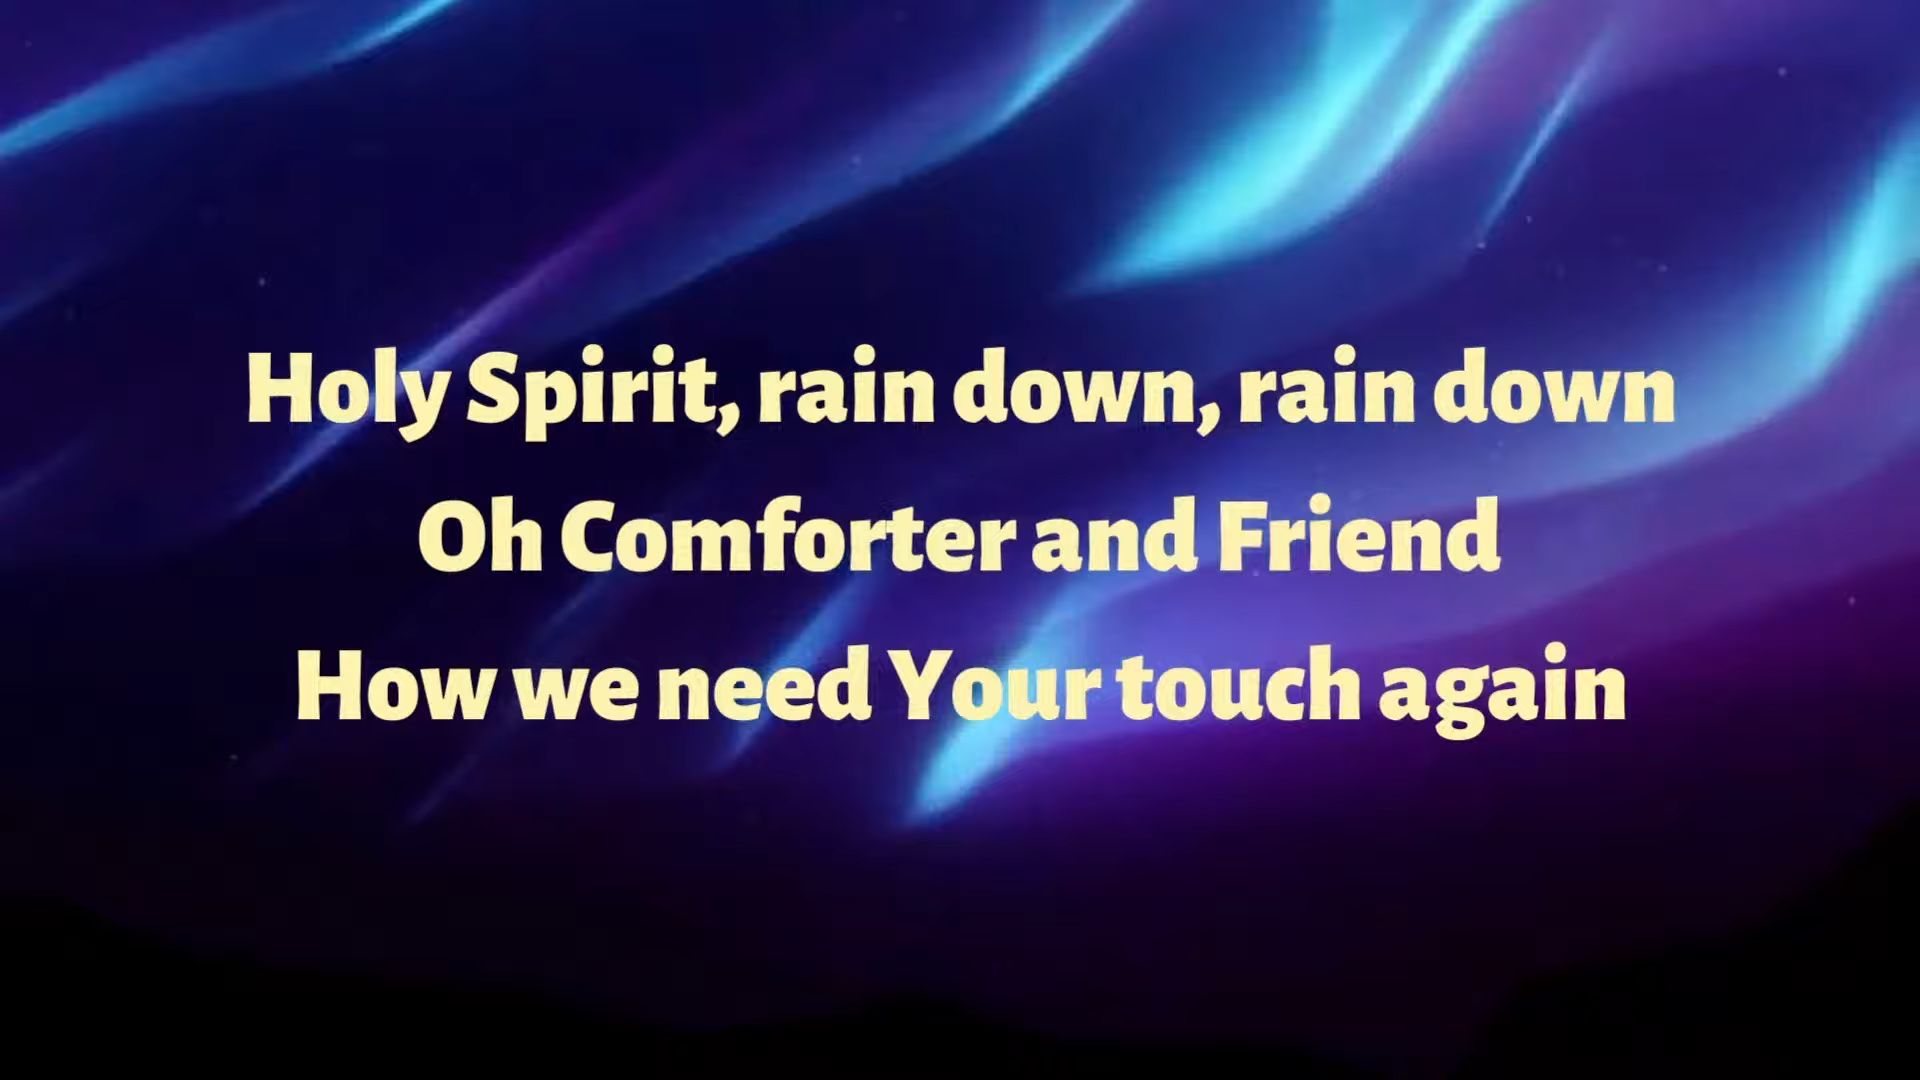 Holy Spirit, rain down, rain down
Oh Comforter and Friend
How we need Your touch again